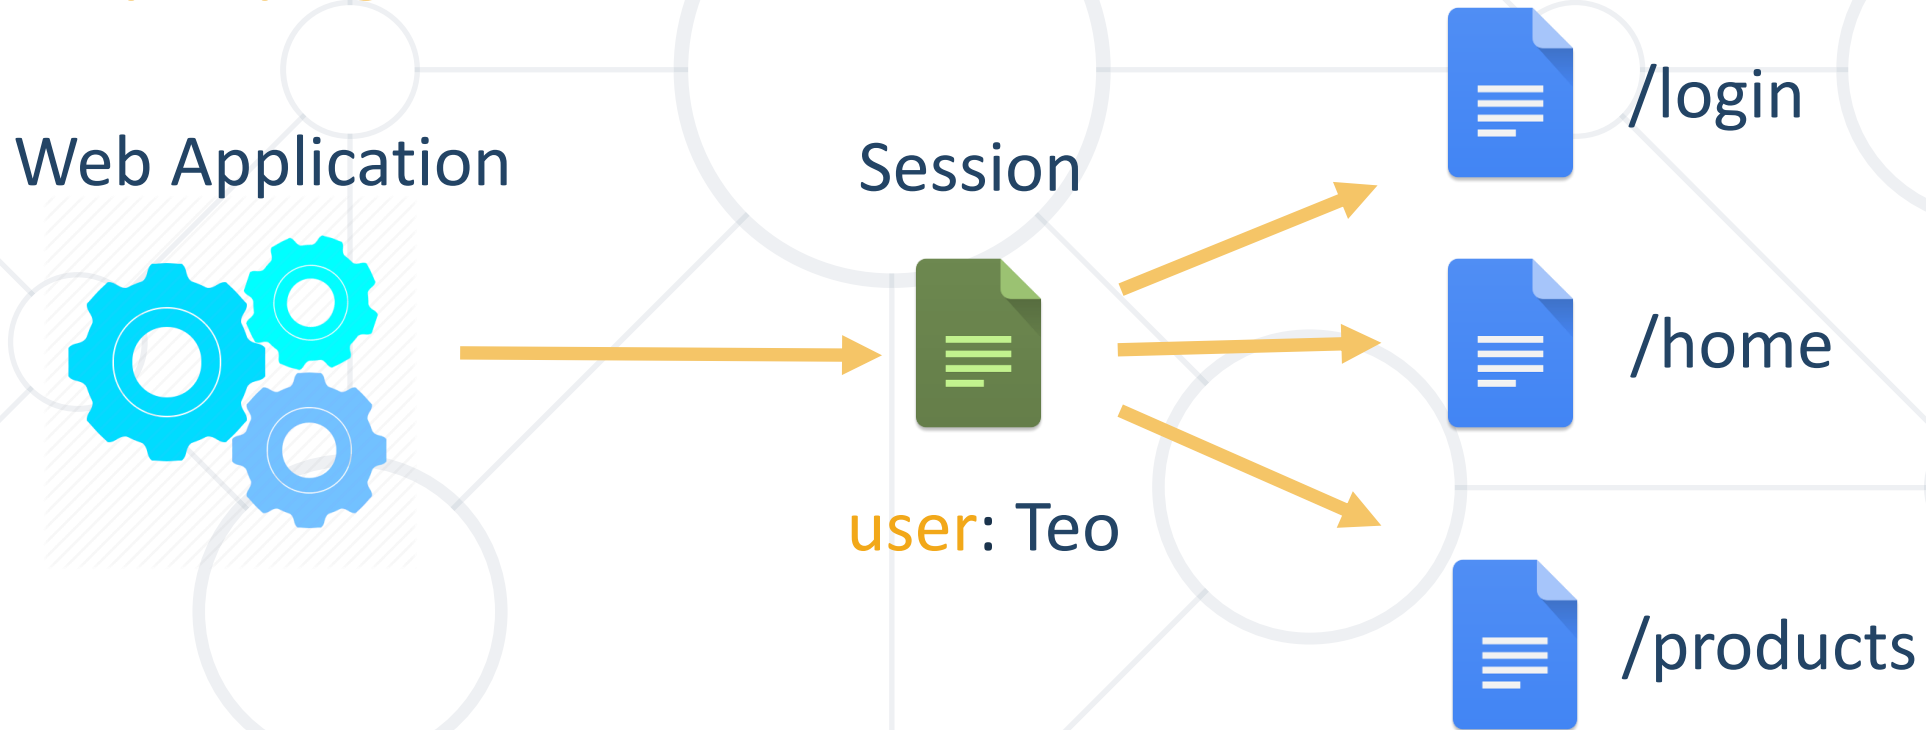 Web Application
Session
user: Teo
/login
/home
/products